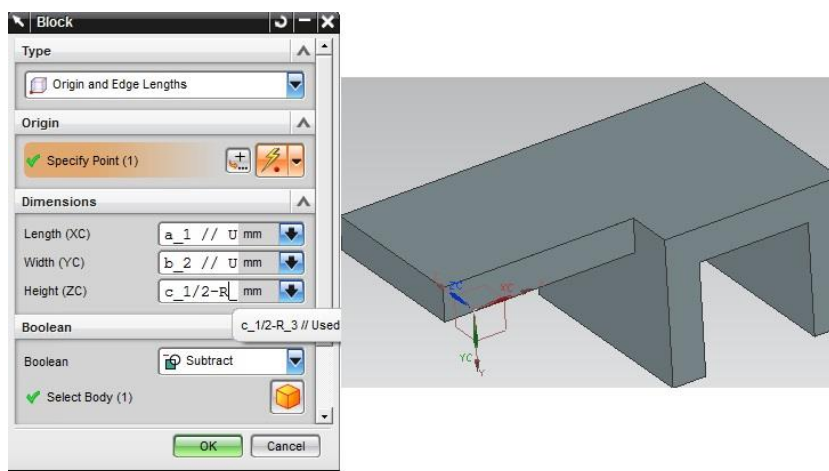 Block
Type
Origin and Edge Lengths
Origin
Specify Point (1)
Dimensions
Length (XC) a_1 // U mm
Width (YC) b_2 // U mm
Height (ZC) c_1/2-R_ mm
c_1/2-R_3 // Used
Boolean
Boolean Subtract
Select Body (1)
OK Cancel
ZC XC
YC
Y